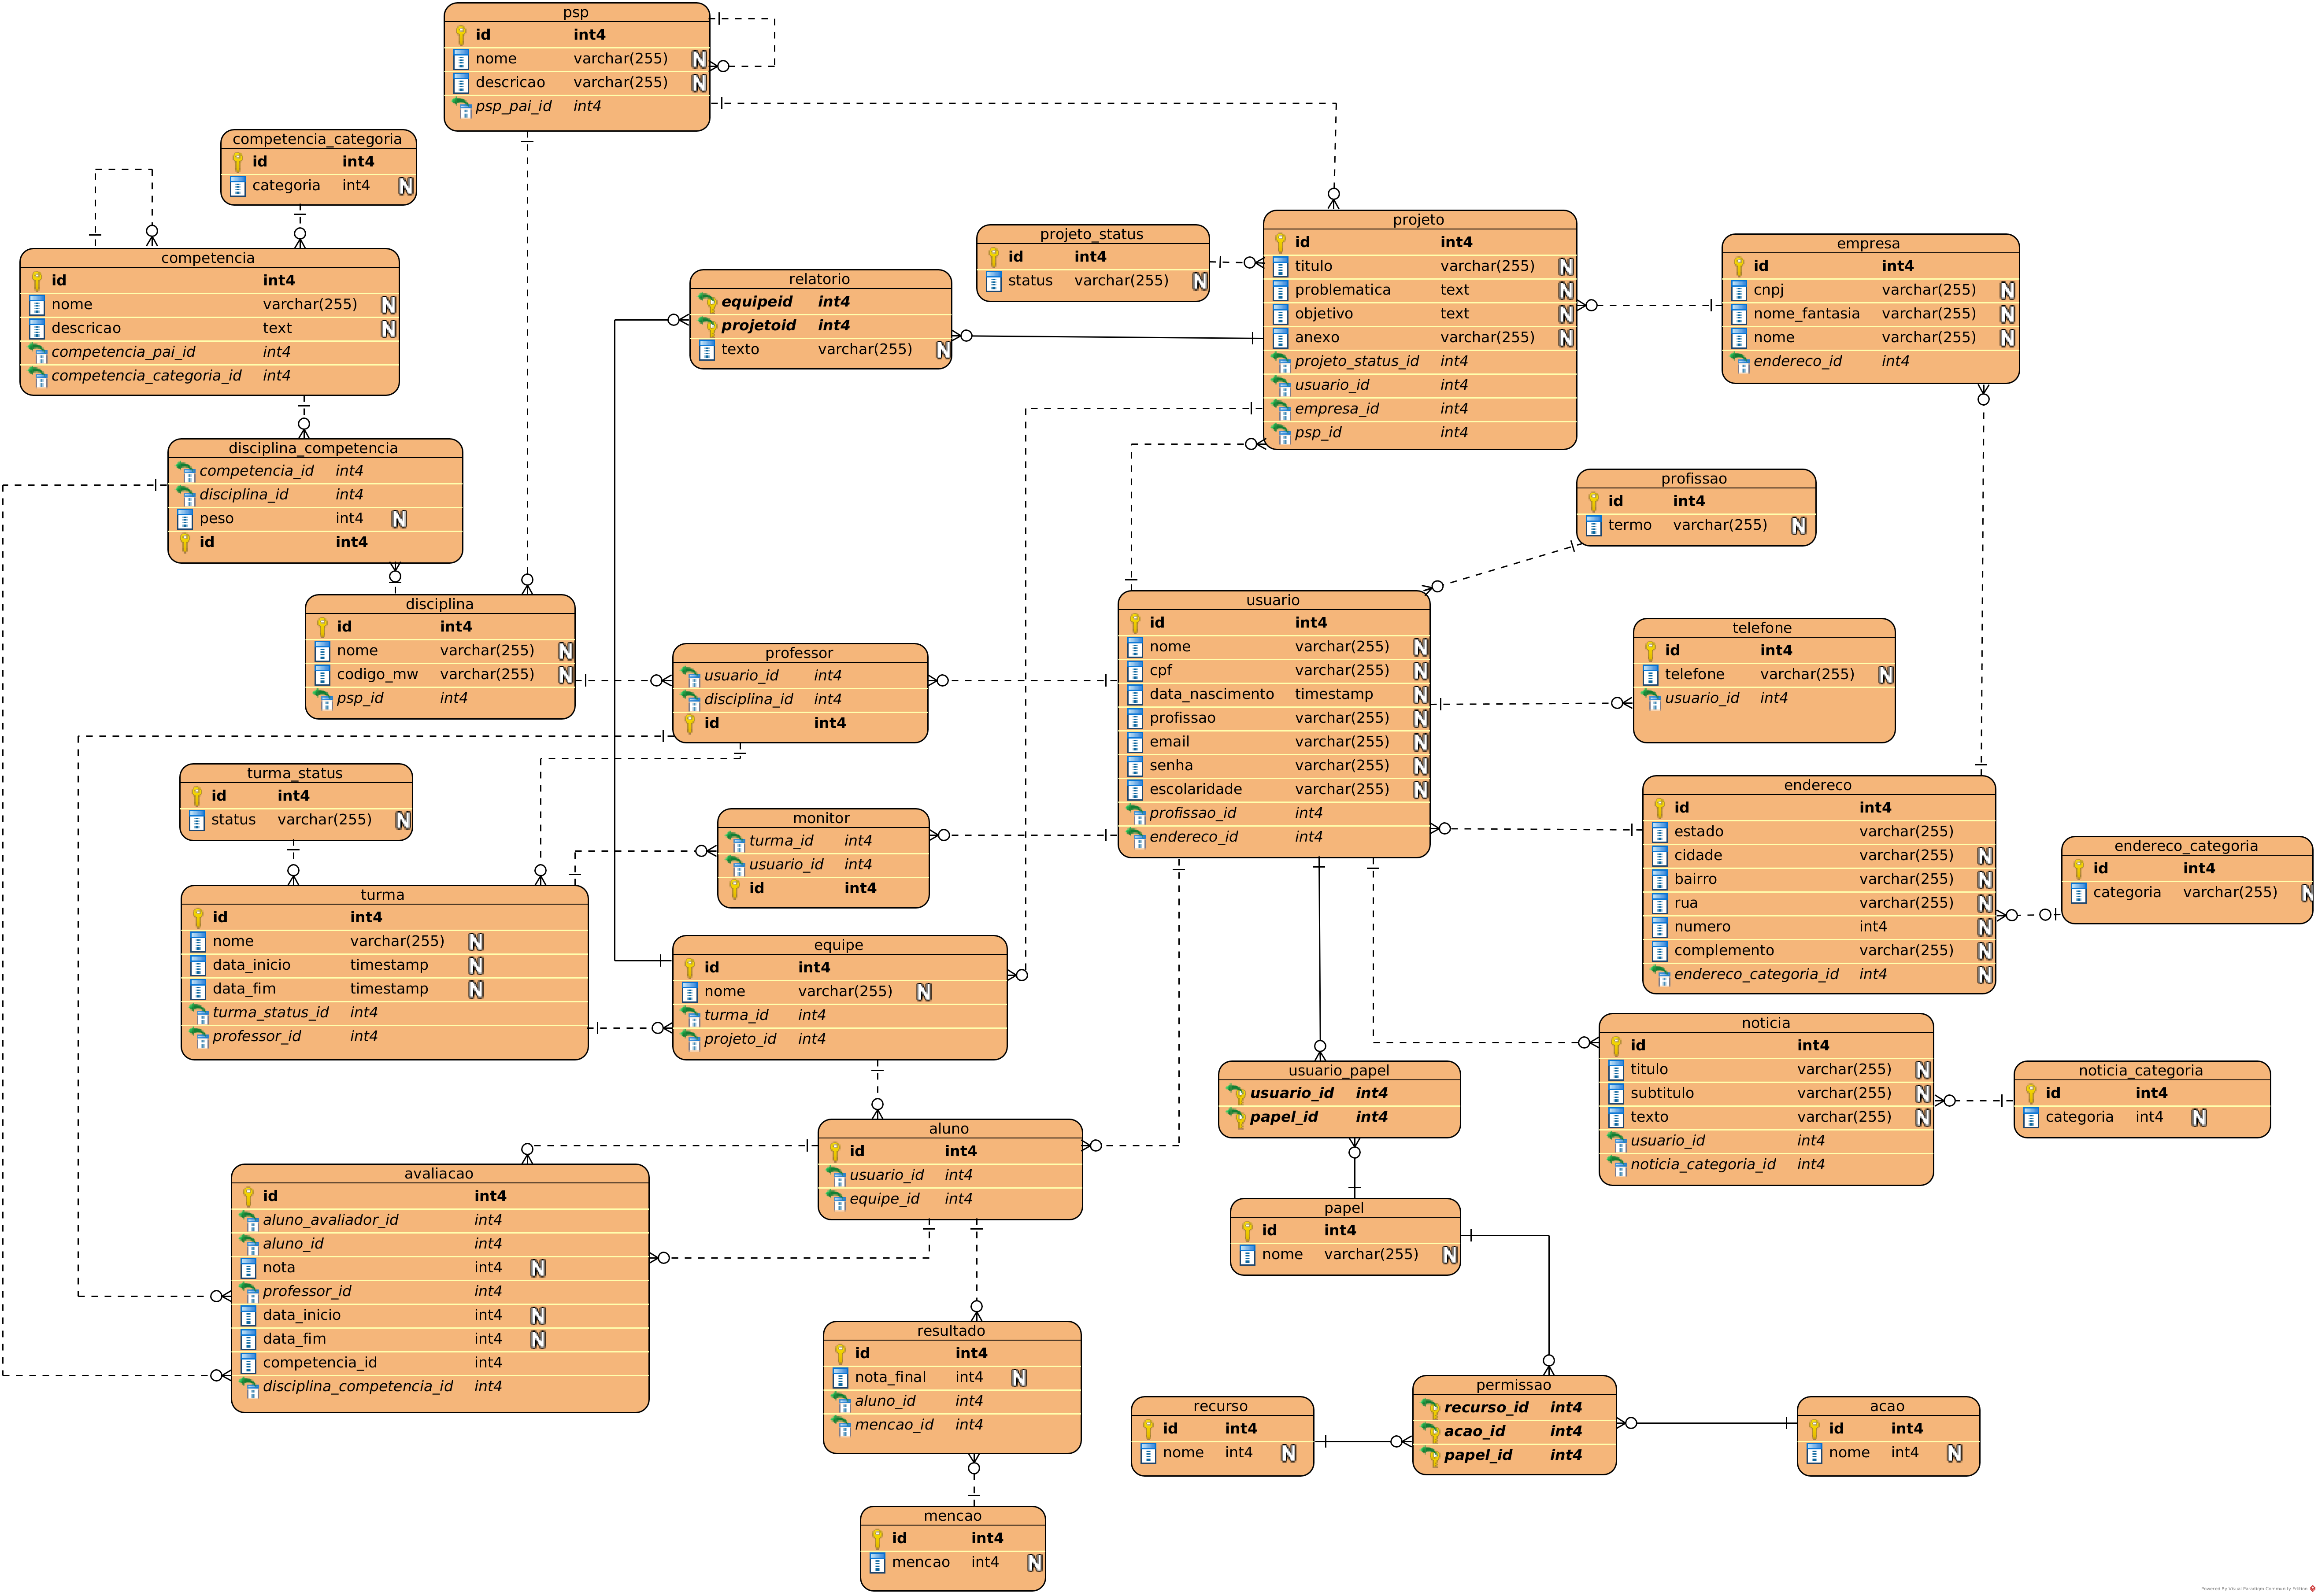 psp
id int4
nome varchar(255) N
descricao varchar(255) N
psp_pai_id int4
competencia_categoria
id int4
categoria int4 N
competencia
id int4
nome varchar(255) N
descricao text N
competencia_pai_id int4
competencia_categoria_id int4
projeto_status
id int4
status varchar(255) N
projeto
id int4
titulo varchar(255) N
problematica text N
objetivo text N
anexo varchar(255) N
projeto_status_id int4
usuario_id int4
empresa_id int4
psp_id int4
empresa
id int4
cnpj varchar(255) N
nome_fantasia varchar(255) N
nome varchar(255) N
endereco_id int4
relatorio
equipeid int4
projetoid int4
texto varchar(255) N
disciplina_competencia
competencia_id int4
disciplina_id int4
peso int4 N
id int4
profissao
id int4
termo varchar(255) N
disciplina
id int4
nome varchar(255) N
codigo_mw varchar(255) N
psp_id int4
professor
usuario_id int4
disciplina_id int4
id int4
usuario
id int4
nome varchar(255) N
cpf varchar(255) N
data_nascimento timestamp N
profissao varchar(255) N
email varchar(255) N
senha varchar(255) N
escolaridade varchar(255) N
profissao_id int4
endereco_id int4
telefone
id int4
telefone varchar(255) N
usuario_id int4
turma_status
id int4
status varchar(255) N
monitor
turma_id int4
usuario_id int4
id int4
endereco
id int4
estado varchar(255)
cidade varchar(255) N
bairro varchar(255) N
rua varchar(255) N
numero int4 N
complemento varchar(255) N
endereco_categoria_id int4 N
endereco_categoria
id int4
categoria varchar(255) N
turma
id int4
nome varchar(255) N
data_inicio timestamp N
data_fim timestamp N
turma_status_id int4
professor_id int4
equipe
id int4
nome varchar(255) N
turma_id int4
projeto_id int4
noticia
id int4
titulo varchar(255) N
subtitulo varchar(255) N
texto varchar(255) N
usuario_id int4
noticia_categoria_id int4
noticia_categoria
id int4
categoria int4 N
usuario_papel
usuario_id int4
papel_id int4
aluno
id int4
usuario_id int4
equipe_id int4
avaliacao
id int4
aluno_avaliador_id int4
aluno_id int4
nota int4 N
professor_id int4
data_inicio int4 N
data_fim int4 N
competencia_id int4
disciplina_competencia_id int4
papel
id int4
nome varchar(255) N
resultado
id int4
nota_final int4 N
aluno_id int4
mencao_id int4
recurso
id int4
nome int4 N
permissao
recurso_id int4
acao_id int4
papel_id int4
acao
id int4
nome int4 N
mencao
id int4
mencao int4 N
Powered By Visual Paradigm Community Edition